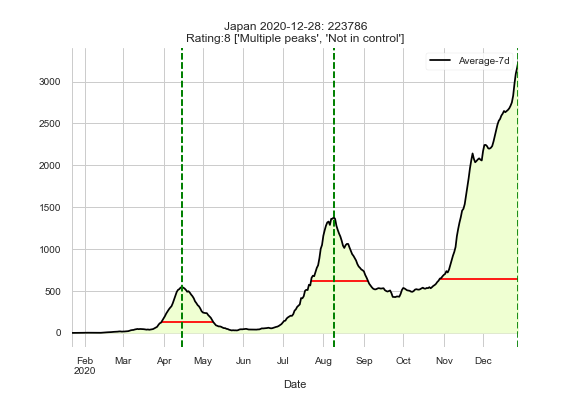 Japan 2020-12-28: 223786
Rating:8 ['Multiple peaks', 'Not in control']
Average-7d
3000
2500
2000
1500
1000
500
0
Feb Mar Apr May Jun Jul Aug Sep Oct Nov Dec
2020
Date